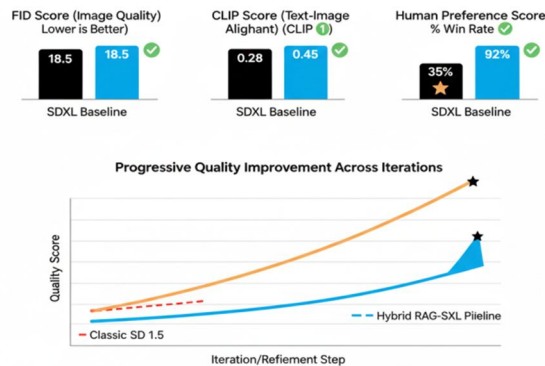 FID Score (Image Quality)
Lower is Better)
18.5
18.5
SDXL Baseline
CLIP Score (Text-Image
Alighant) (CLIP 1)
0.28
0.45
SDXL Baseline
Human Preference Score
% Win Rate
35%
92%
SDXL Baseline
Progressive Quality Improvement Across Iterations
Quality Score
Hybrid RAG-SXL Piieline
Classic SD 1.5
Iteration/Refiement Step